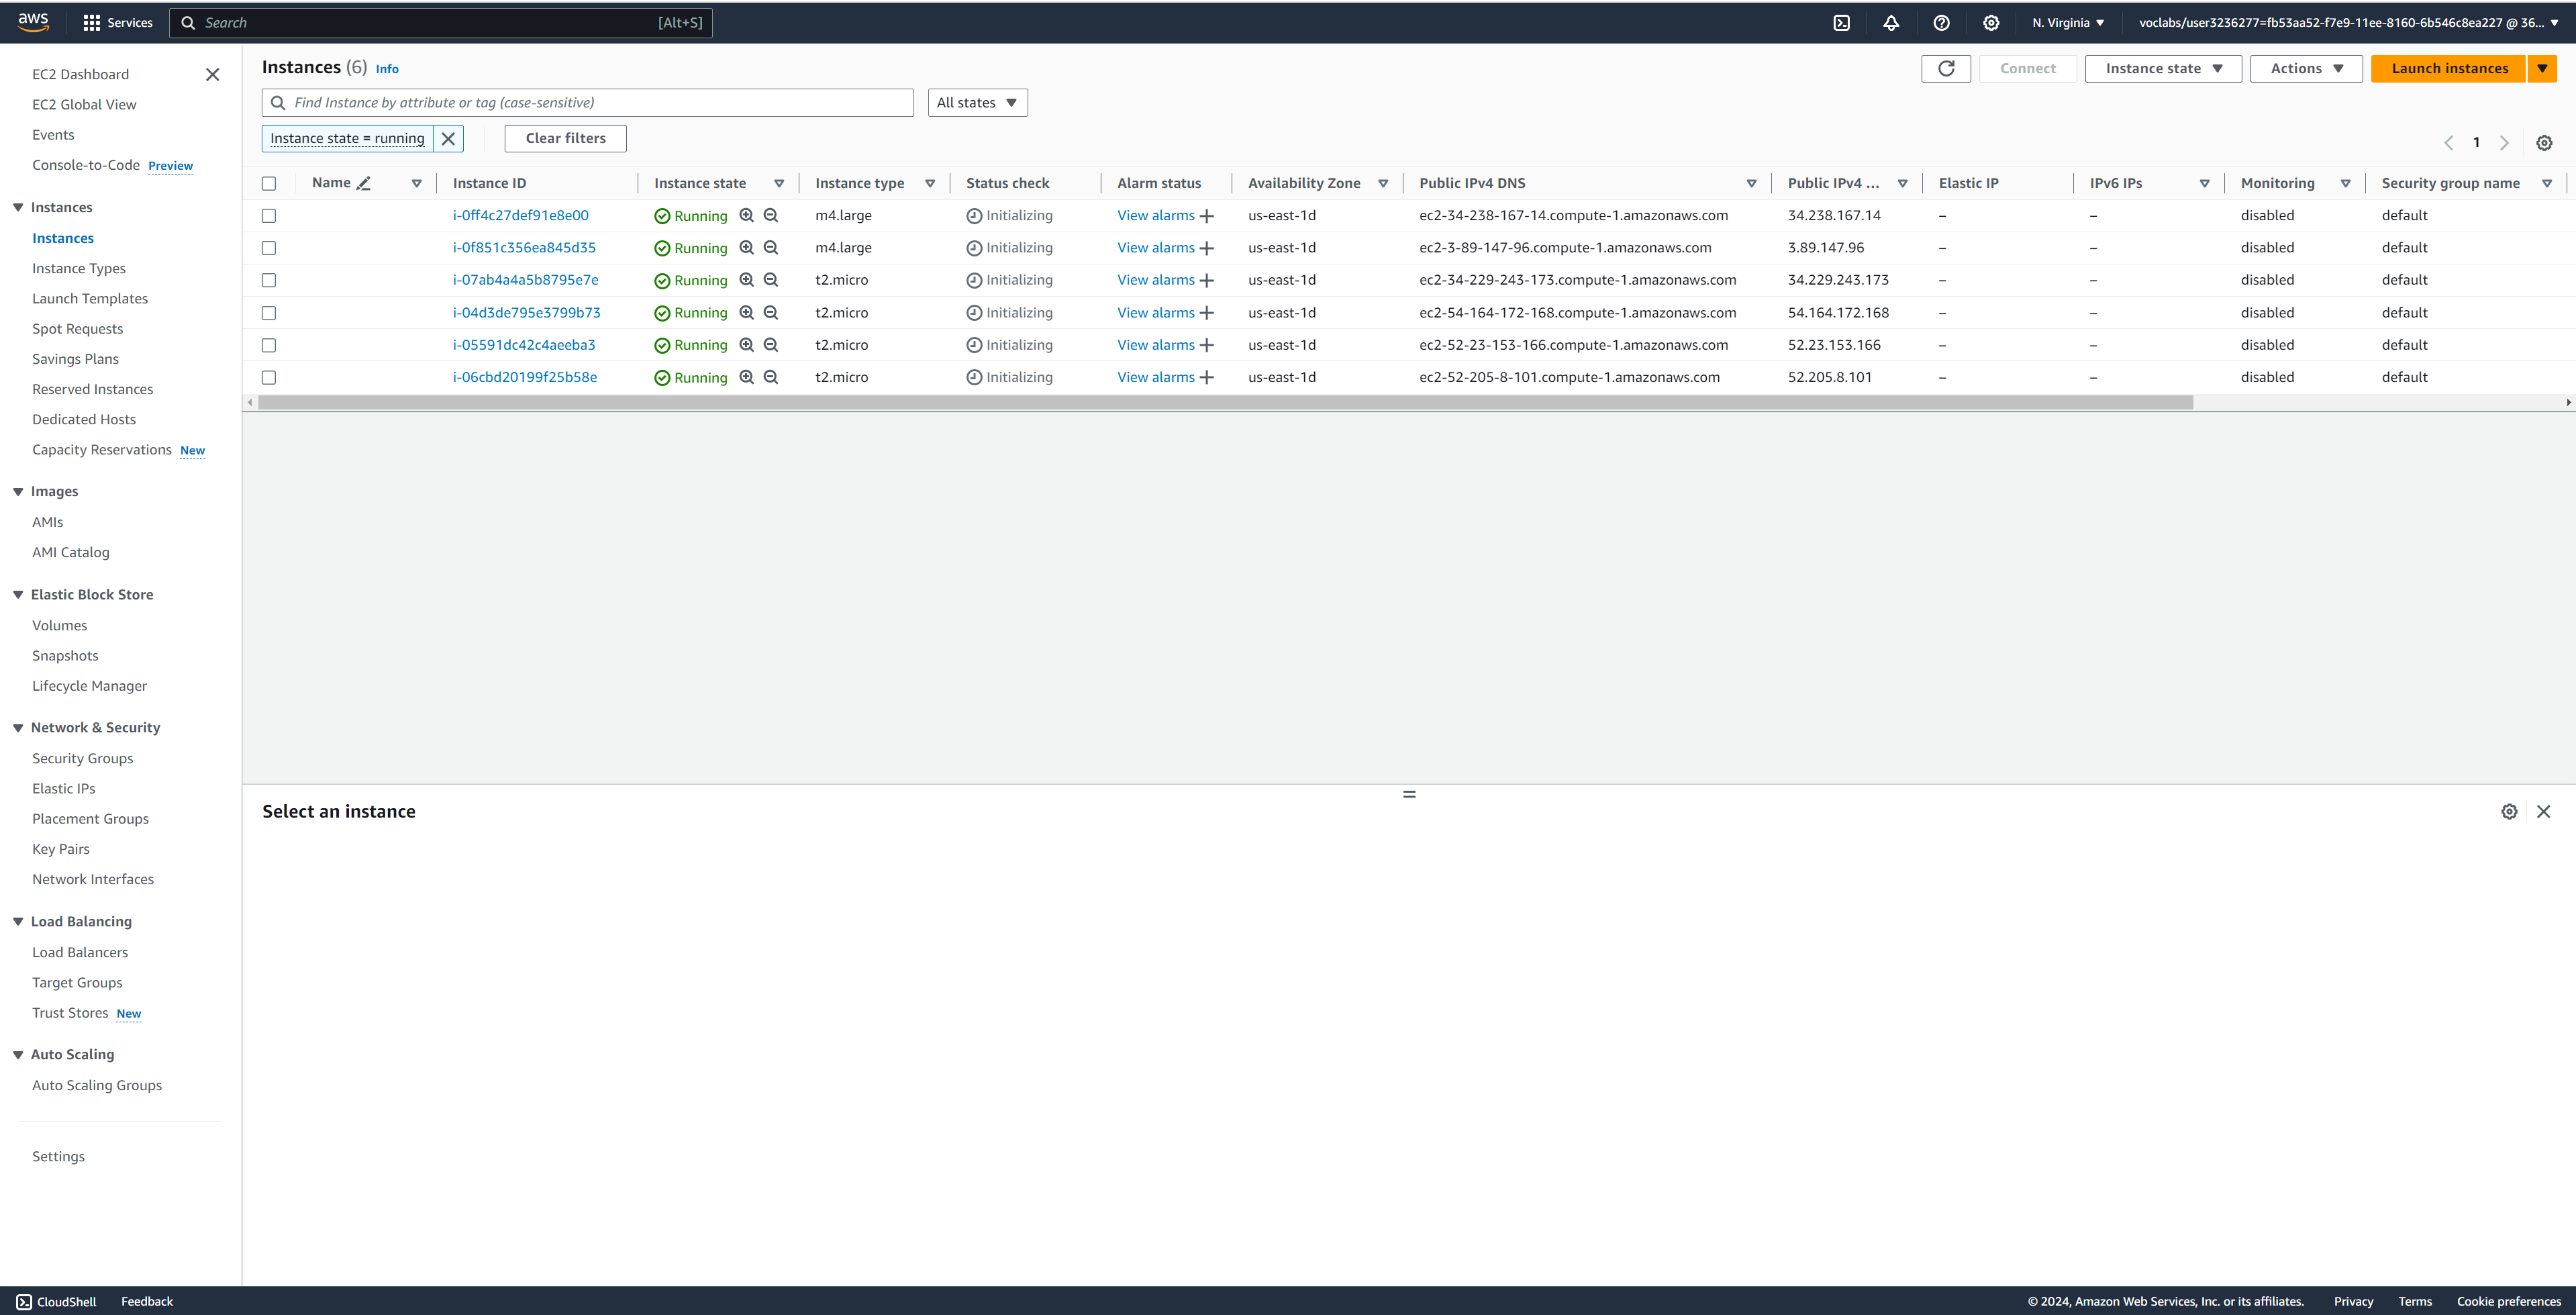 aws Services Search [Alt+S] N. Virginia voclabs/user3236277=fb53aa52-f7e9-11ee-8160-6b546c8ea227 @ 36...
EC2 Dashboard
EC2 Global View
Events
Console-to-Code Preview
Instances
Instances
Instance Types
Launch Templates
Spot Requests
Savings Plans
Reserved Instances
Dedicated Hosts
Capacity Reservations New
Images
AMIs
AMI Catalog
Elastic Block Store
Volumes
Snapshots
Lifecycle Manager
Network & Security
Security Groups
Elastic IPs
Placement Groups
Key Pairs
Network Interfaces
Load Balancing
Load Balancers
Target Groups
Trust Stores New
Auto Scaling
Auto Scaling Groups
Settings
Instances (6) Info Connect Instance state Actions Launch instances
Find Instance by attribute or tag (case-sensitive) All states
Instance state = running Clear filters 1
Name Instance ID Instance state Instance type Status check Alarm status Availability Zone Public IPv4 DNS Public IPv4 ... Elastic IP IPv6 IPs Monitoring Security group name
i-0ff4c27def91e8e00 Running m4.large Initializing View alarms + us-east-1d ec2-34-238-167-14.compute-1.amazonaws.com 34.238.167.14 – – disabled default
i-0f851c356ea845d35 Running m4.large Initializing View alarms + us-east-1d ec2-3-89-147-96.compute-1.amazonaws.com 3.89.147.96 – – disabled default
i-07ab4a4a5b8795e7e Running t2.micro Initializing View alarms + us-east-1d ec2-34-229-243-173.compute-1.amazonaws.com 34.229.243.173 – – disabled default
i-04d3de795e3799b73 Running t2.micro Initializing View alarms + us-east-1d ec2-54-164-172-168.compute-1.amazonaws.com 54.164.172.168 – – disabled default
i-05591dc42c4aeeba3 Running t2.micro Initializing View alarms + us-east-1d ec2-52-23-153-166.compute-1.amazonaws.com 52.23.153.166 – – disabled default
i-06cbd20199f25b58e Running t2.micro Initializing View alarms + us-east-1d ec2-52-205-8-101.compute-1.amazonaws.com 52.205.8.101 – – disabled default
Select an instance
CloudShell Feedback © 2024, Amazon Web Services, Inc. or its affiliates. Privacy Terms Cookie preferences